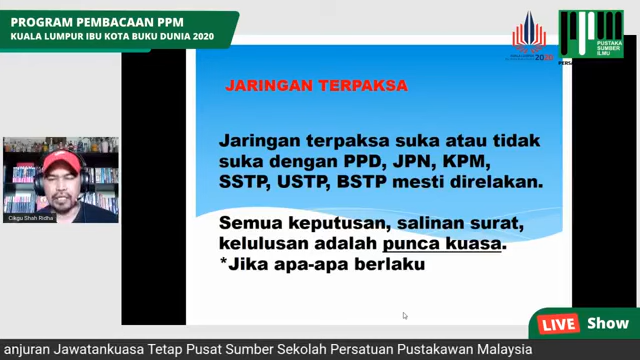 PROGRAM PEMBACAAN PPM
KUALA LUMPUR IBU KOTA BUKU DUNIA 2020
2020
PUSTAKA
SUMBER
ILMU
PERSA
JARINGAN TERPAKSA
Jaringan terpaksa suka atau tidak
suka dengan PPD, JPN, KPM,
SSTP, USTP, BSTP mesti direlakan.
Semua keputusan, salinan surat,
kelulusan adalah punca kuasa.
*Jika apa-apa berlaku
Cikgu Shah Ridha
LIVE Show
anjuran Jawatankuasa Tetap Pusat Sumber Sekolah Persatuan Pustakawan Malaysia